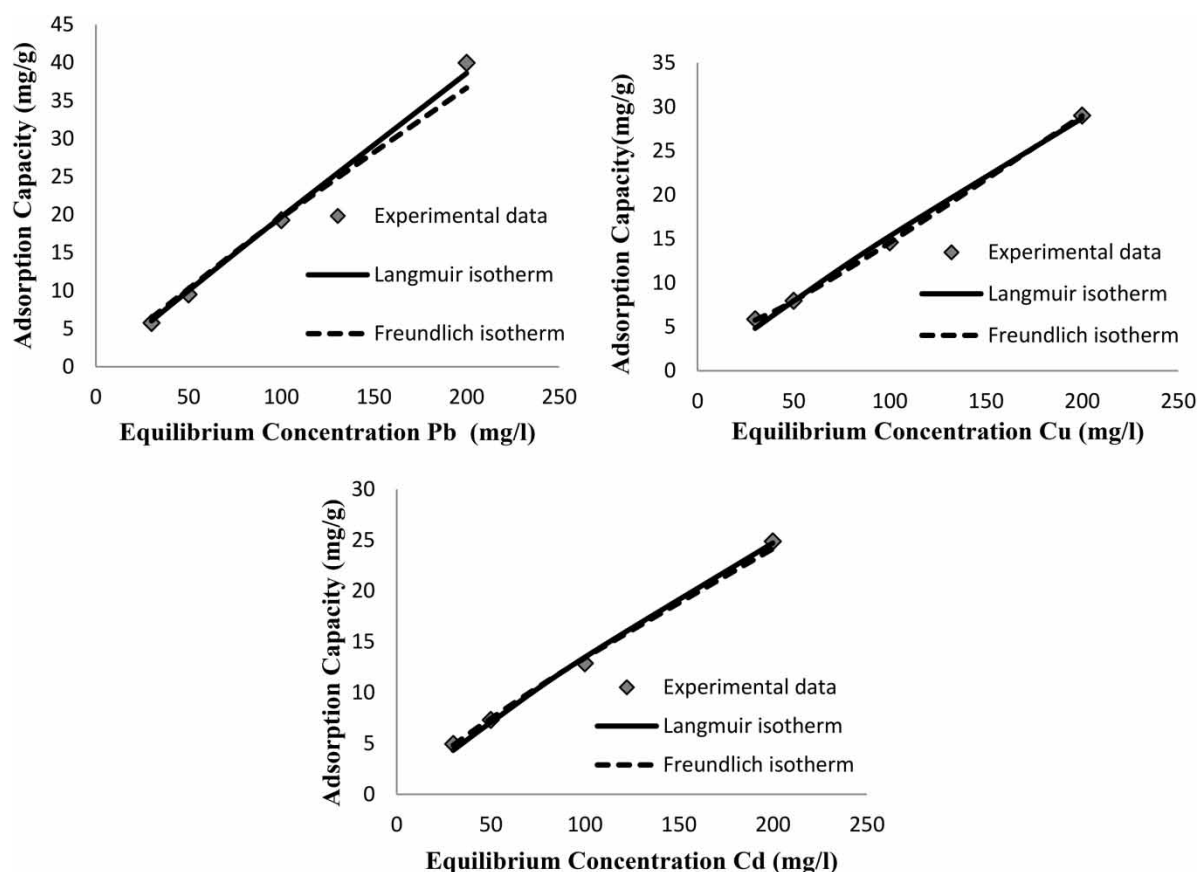 Adsorption Capacity (mg/g)
45
40
35
30
25
20
15
10
5
0
Experimental data
Langmuir isotherm
Freundlich isotherm
0 50 100 150 200 250
Equilibrium Concentration Pb (mg/l)
Adsorption Capacity(mg/g)
35
30
25
20
15
10
5
0
Experimental data
Langmuir isotherm
Freundlich isotherm
0 50 100 150 200 250
Equilibrium Concentration Cu (mg/l)
Adsorption Capacity (mg/g)
30
25
20
15
10
5
0
Experimental data
Langmuir isotherm
Freundlich isotherm
0 50 100 150 200 250
Equilibrium Concentration Cd (mg/l)